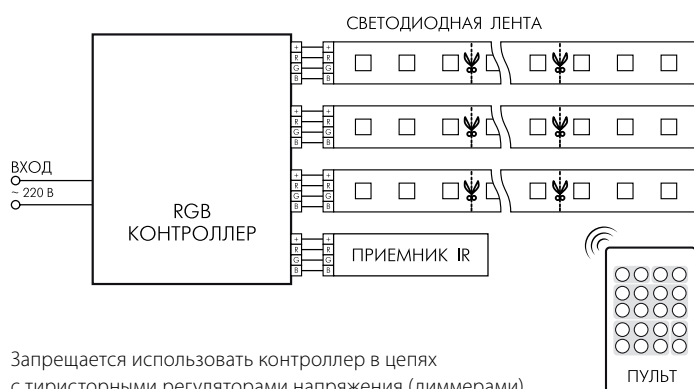 СВЕТОДИОДНАЯ ЛЕНТА
+ +
R R
G G
B B
+ +
R R
G G
B B
ВХОД
~ 220 В
RGB
КОНТРОЛЛЕР
+ +
R R
G G
B B
+ +
R R
G G
B B
ПРИЕМНИК IR
ПУЛЬТ
Запрещается использовать контроллер в цепях
с тиристорными регуляторами напряжения (диммерами)